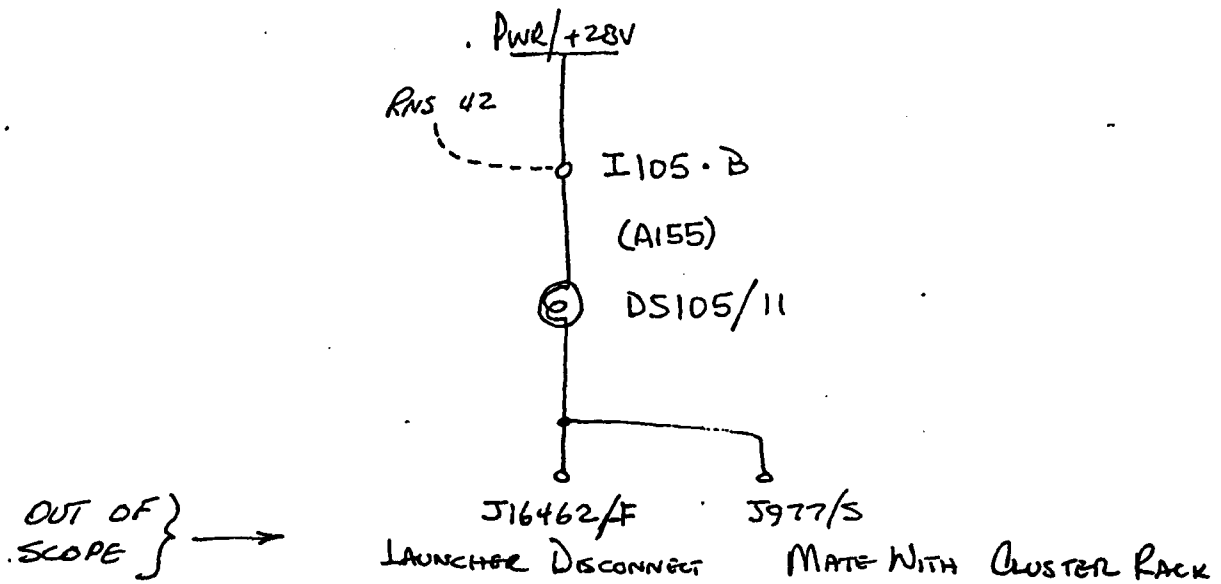 PWR/+28V
RNS 42
I105·B
(A155)
DS105/11
J16462/F
J977/S
OUT OF
SCOPE
LAUNCHER DISCONNECT
MATE WITH CLUSTER RACK